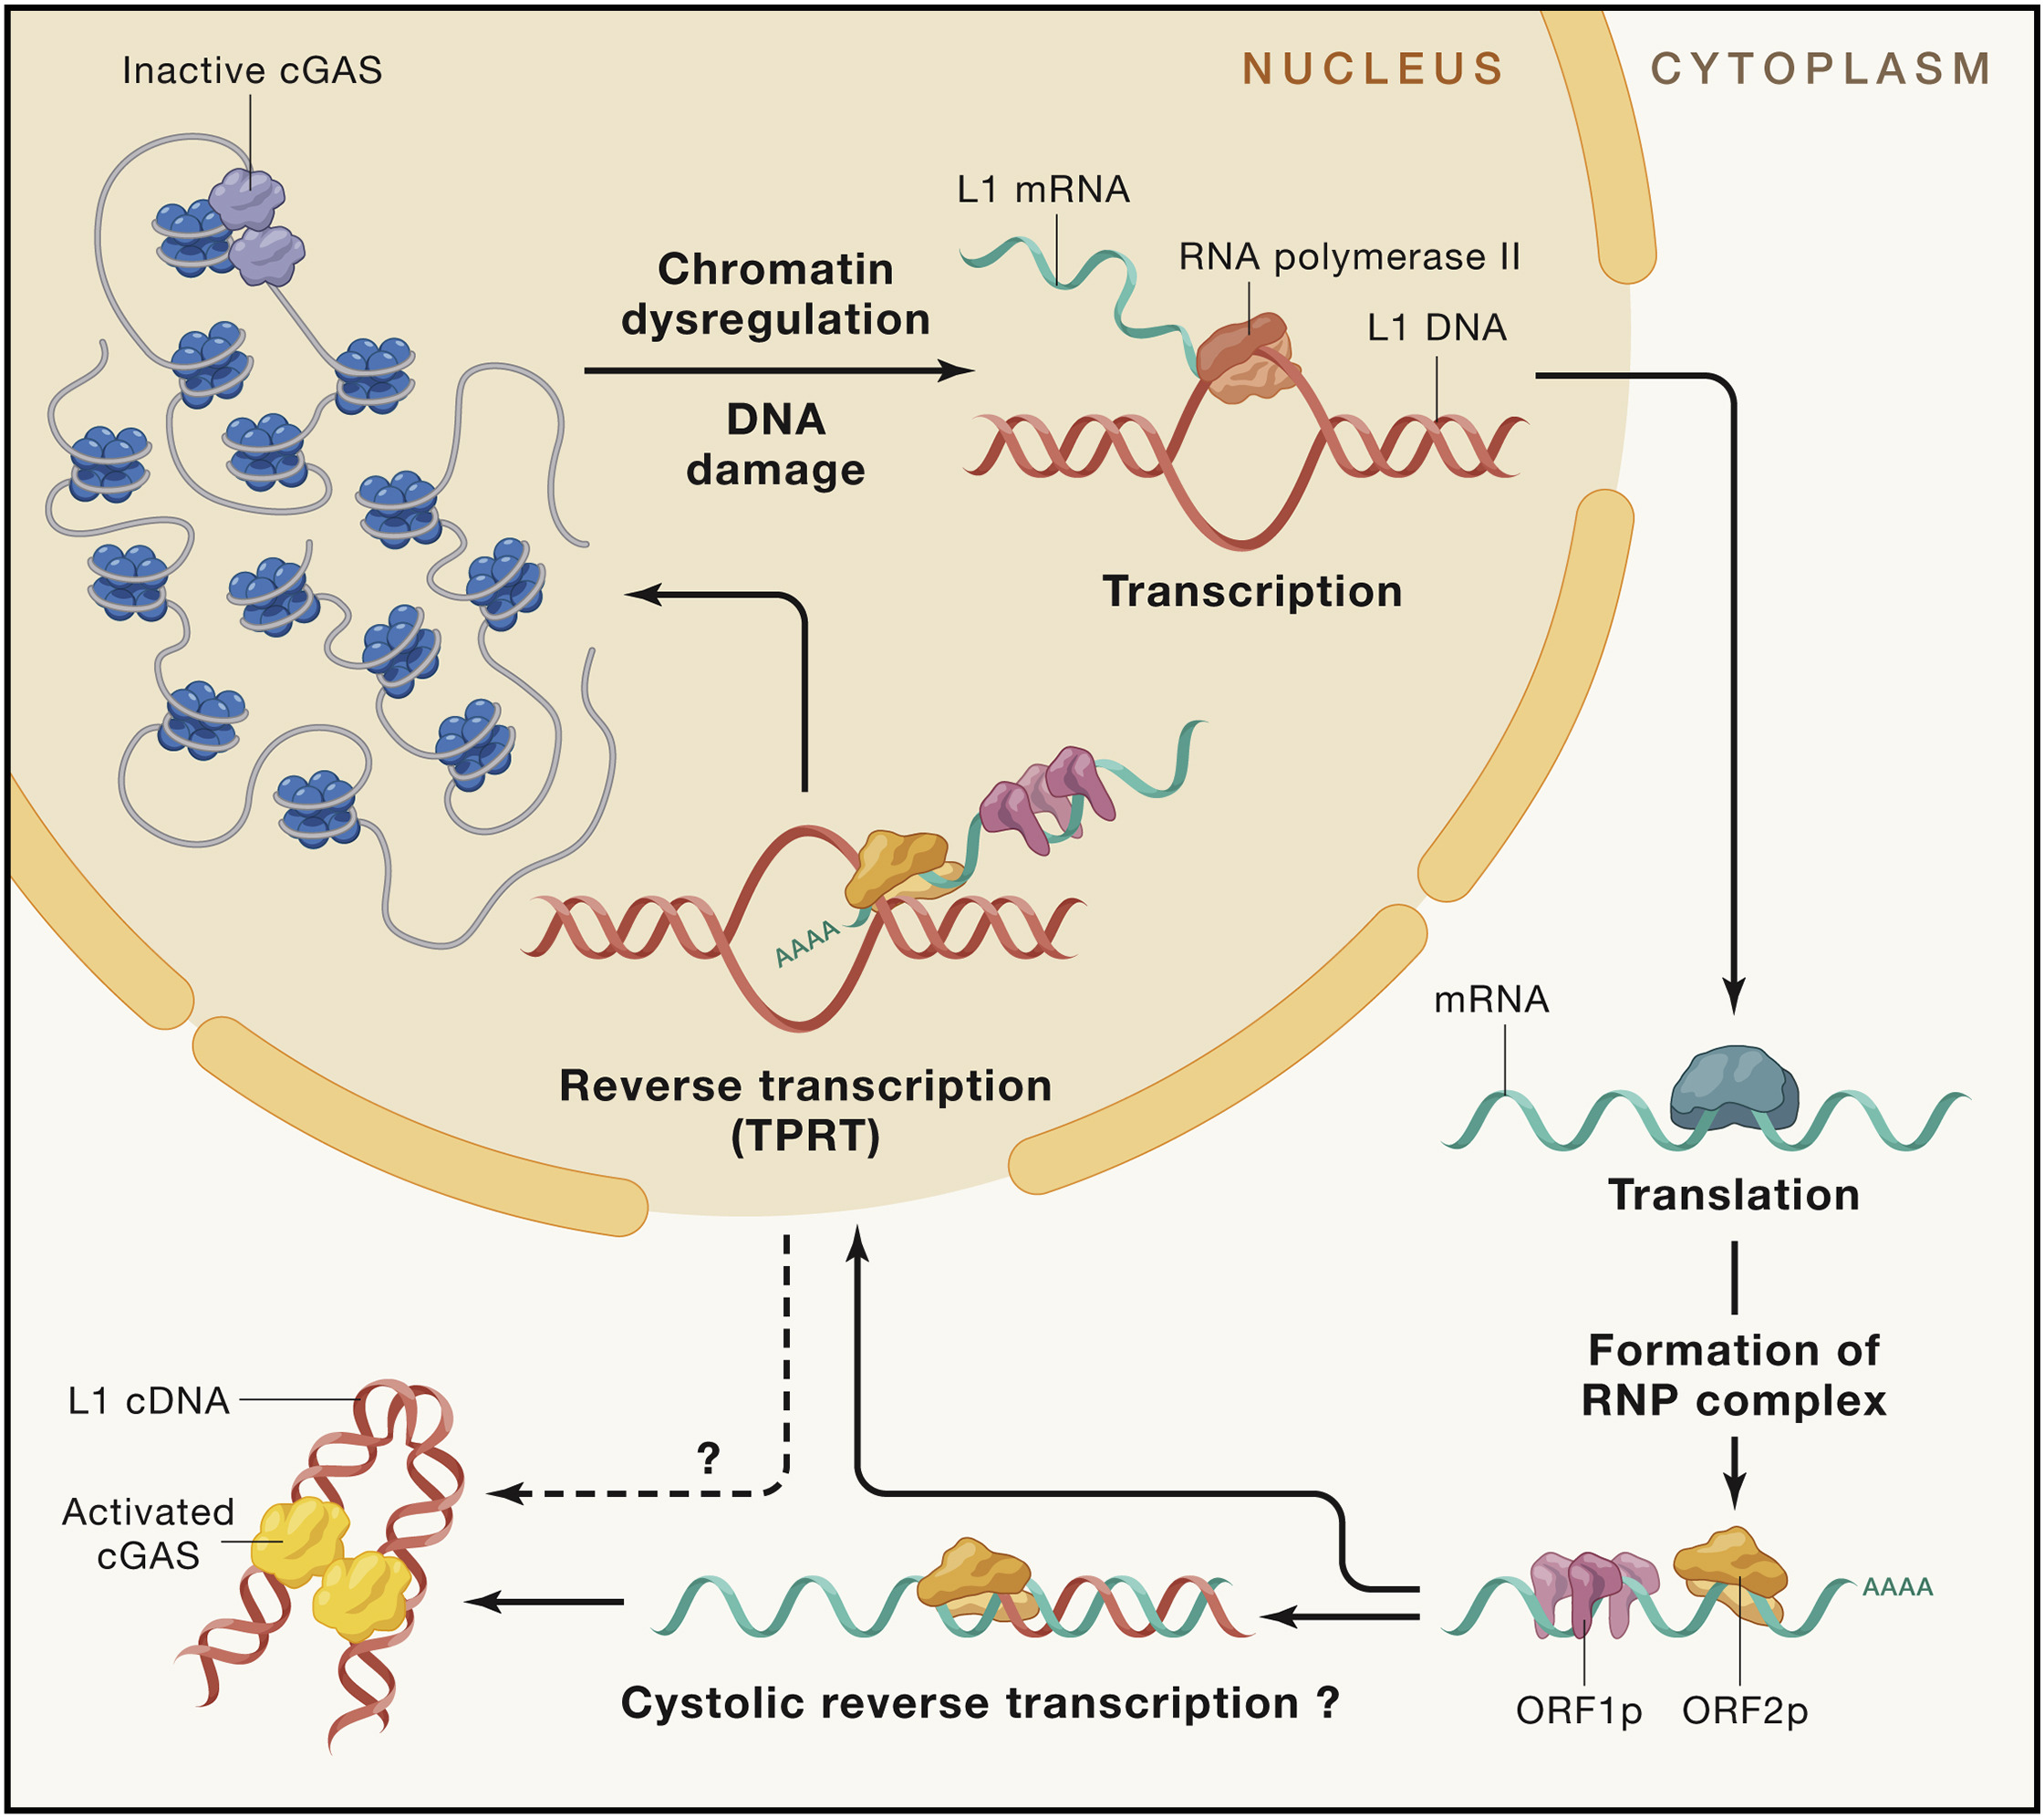 NUCLEUS
CYTOPLASM
Inactive cGAS
L1 mRNA
RNA polymerase II
L1 DNA
Chromatin
dysregulation
DNA
damage
Transcription
AAAA
Reverse transcription
(TPRT)
mRNA
Translation
Formation of
RNP complex
L1 cDNA
?
Activated
cGAS
AAAA
Cystolic reverse transcription ?
ORF1p
ORF2p